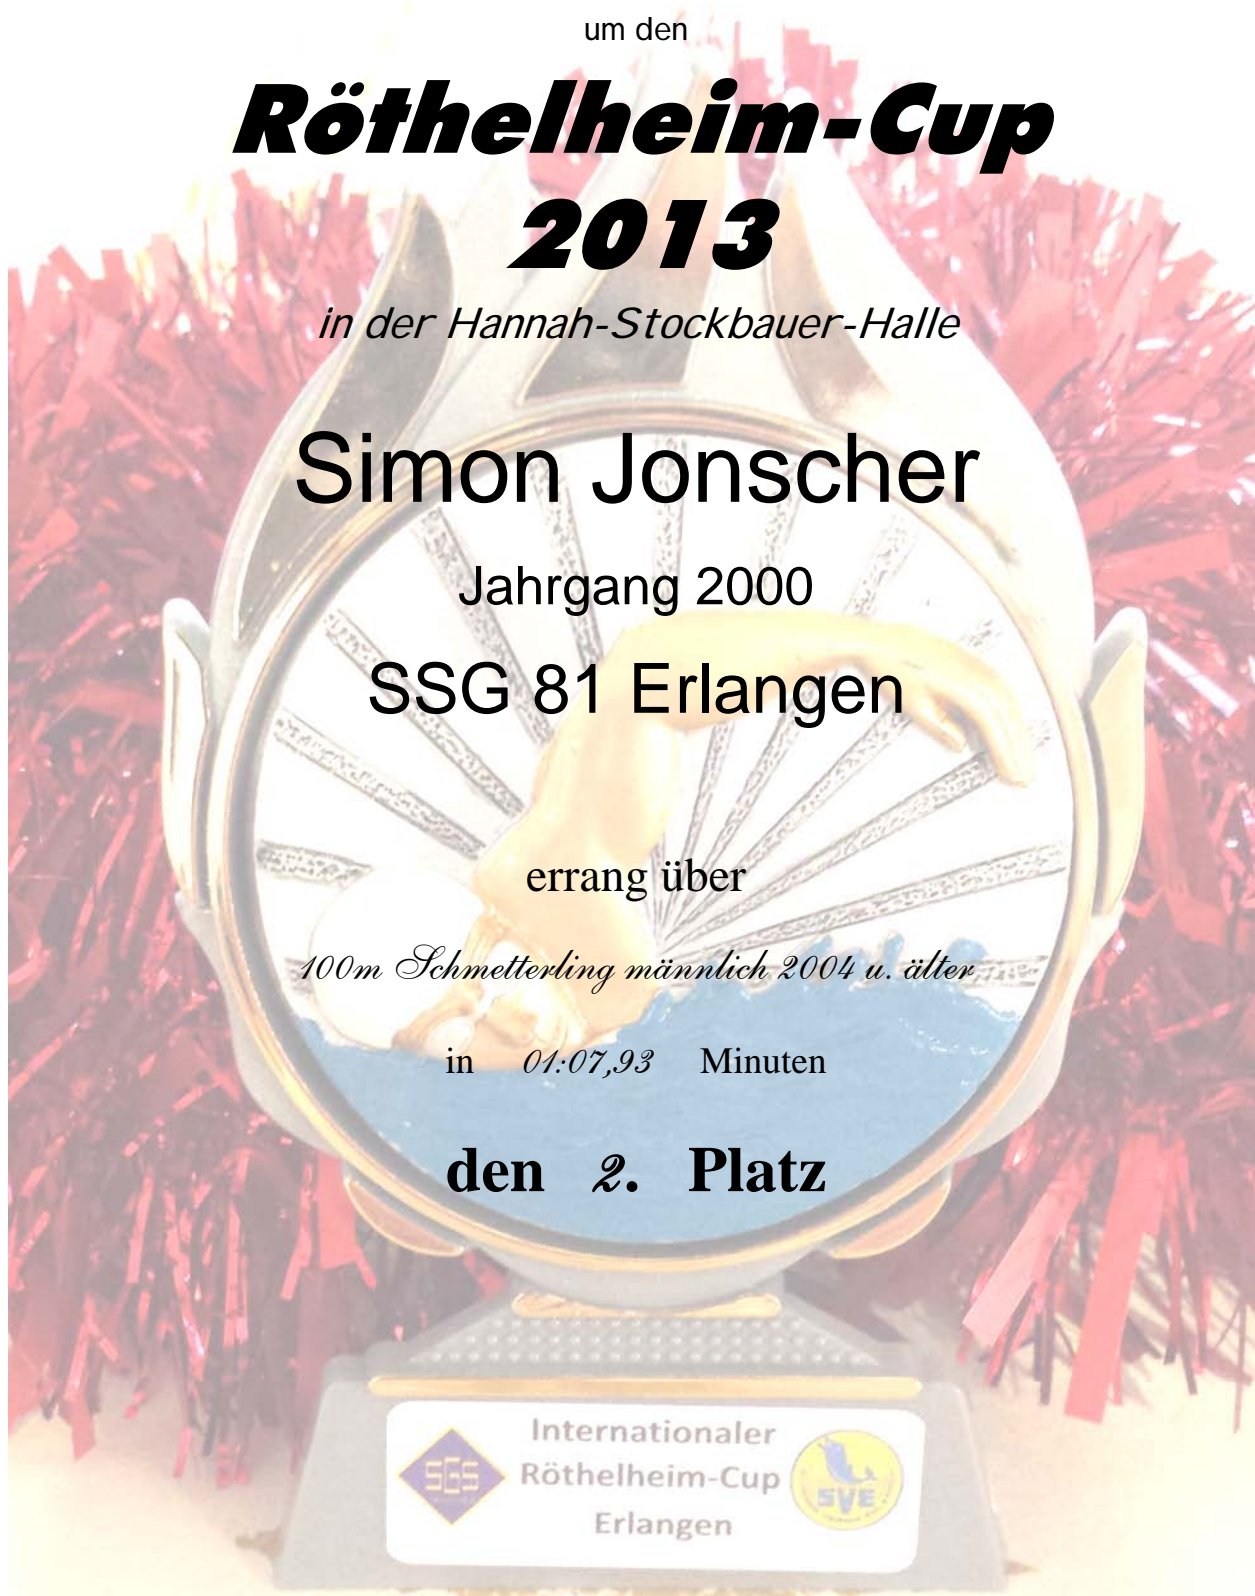 um den
Röthelheim-Cup
2013
in der Hannah-Stockbauer-Halle
Simon Jonscher
Jahrgang 2000
SSG 81 Erlangen
errang über
100m Schmetterling männlich 2004 u. älter
in 01:07,93 Minuten
den 2. Platz
Internationaler
SGS Röthelheim-Cup SVE
Erlangen